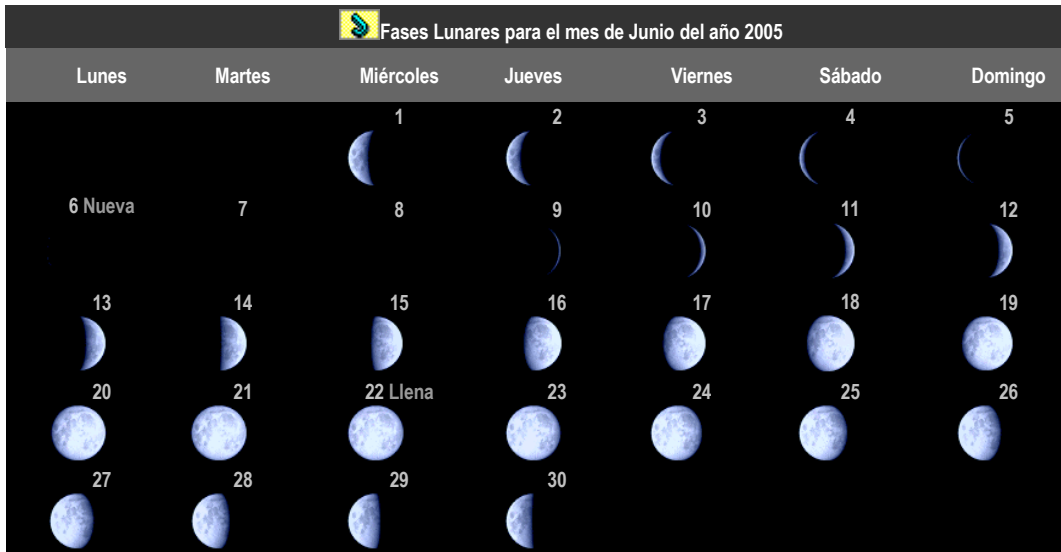 Fases Lunares para el mes de Junio del año 2005
Lunes Martes Miércoles Jueves Viernes Sábado Domingo
1 2 3 4 5
6 Nueva 7 8 9 10 11 12
13 14 15 16 17 18 19
20 21 22 Llena 23 24 25 26
27 28 29 30